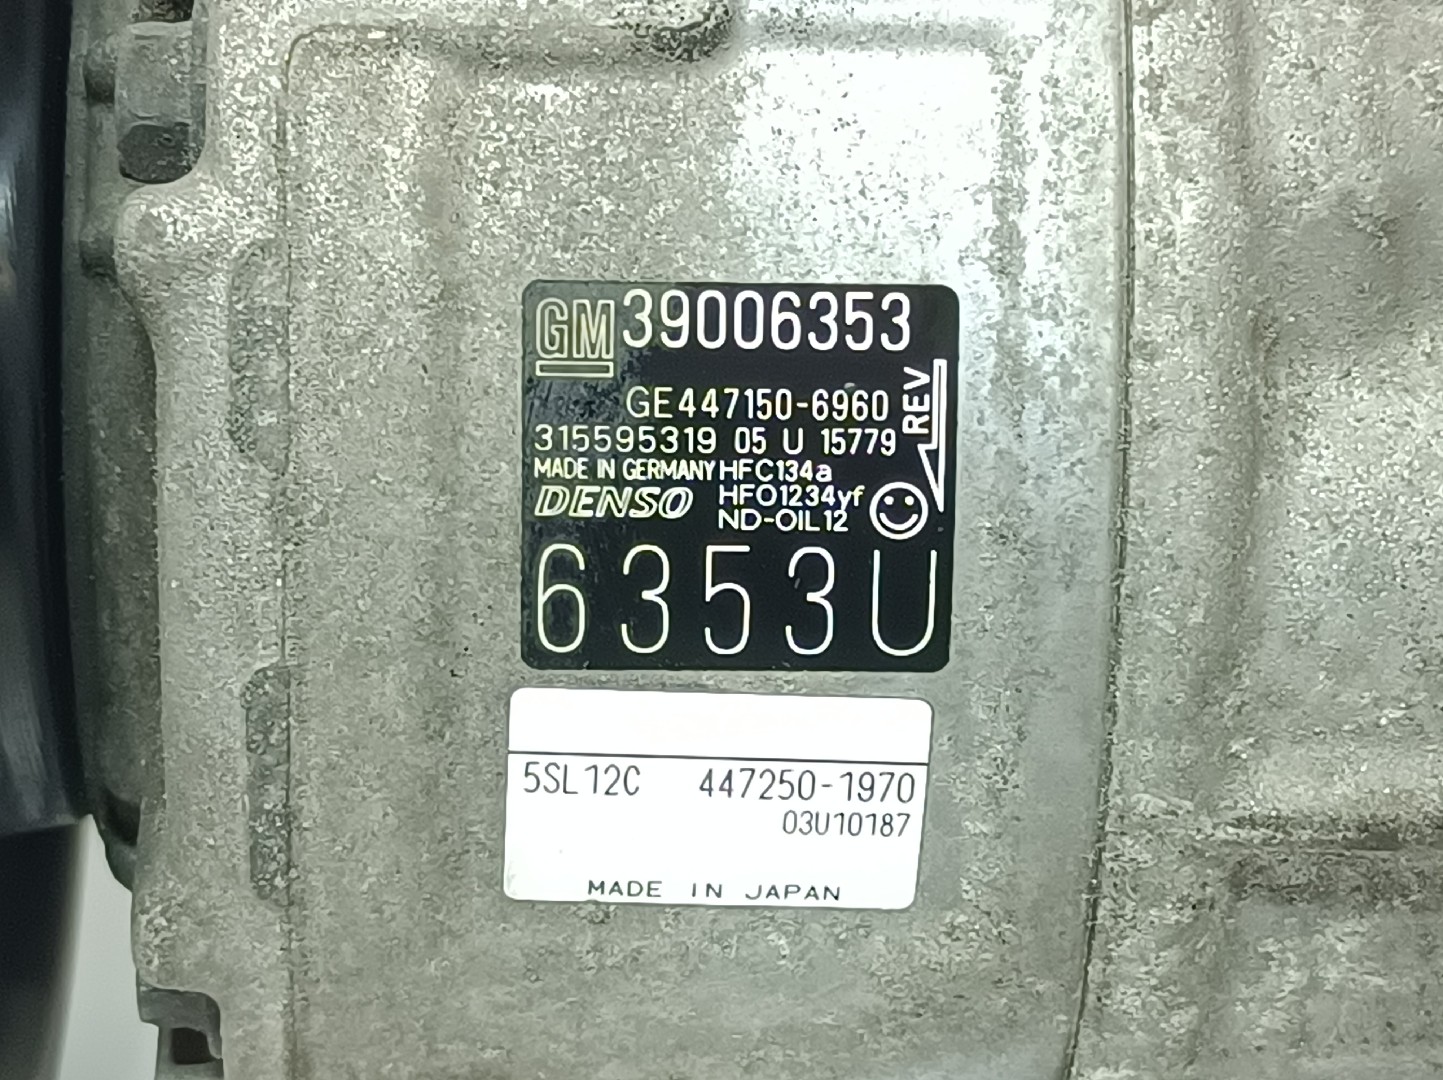 GM 39006353
GE447150-6960
REV
315595319 05 U 15779
MADE IN GERMANY HFC134a
DENSO HFO1234yf
ND-OIL12
6353U
5SL12C 447250-1970
03U10187
MADE IN JAPAN